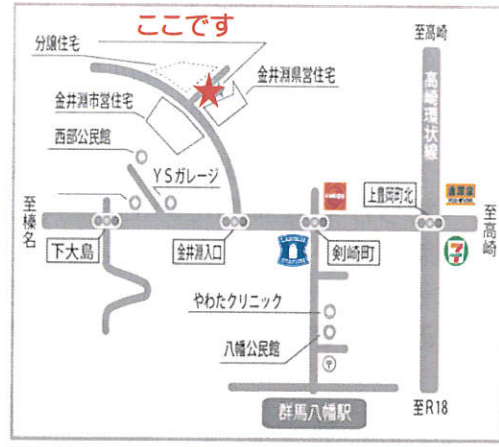 ここです
至高崎
分譲住宅
金井淵県営住宅
高崎環状線
金井淵市営住宅
西部公民館
YSガレージ
上豊岡町北
至榛名
至高崎
下大島
金井淵入口
剣崎町
LAWSON
STATION
7
やわたクリニック
八幡公民館
〒
群馬八幡駅
至R18